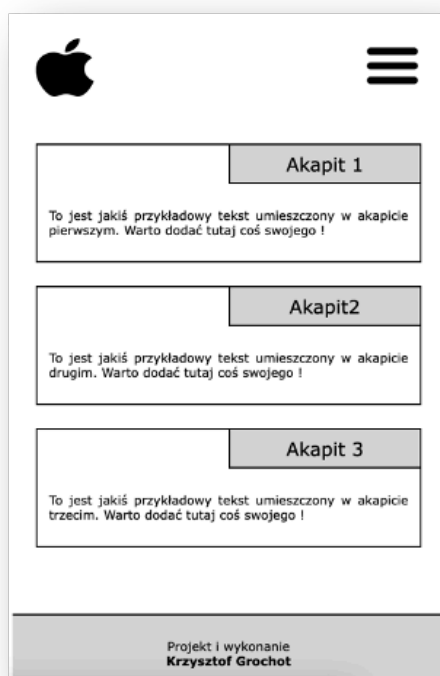 Akapit 1
To jest jakiś przykładowy tekst umieszczony w akapicie
pierwszym. Warto dodać tutaj coś swojego !
Akapit2
To jest jakiś przykładowy tekst umieszczony w akapicie
drugim. Warto dodać tutaj coś swojego !
Akapit 3
To jest jakiś przykładowy tekst umieszczony w akapicie
trzecim. Warto dodać tutaj coś swojego !
Projekt i wykonanie
Krzysztof Grochot